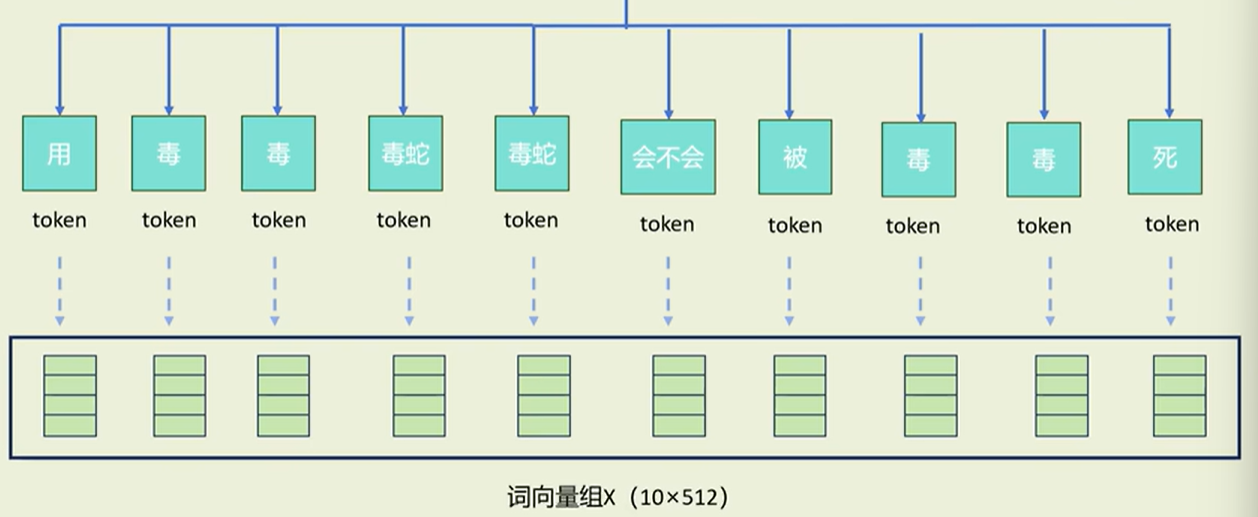 用 毒 毒 毒蛇 毒蛇 会不会 被 毒 毒 死
token token token token token token token token token token
词向量组X（10×512）